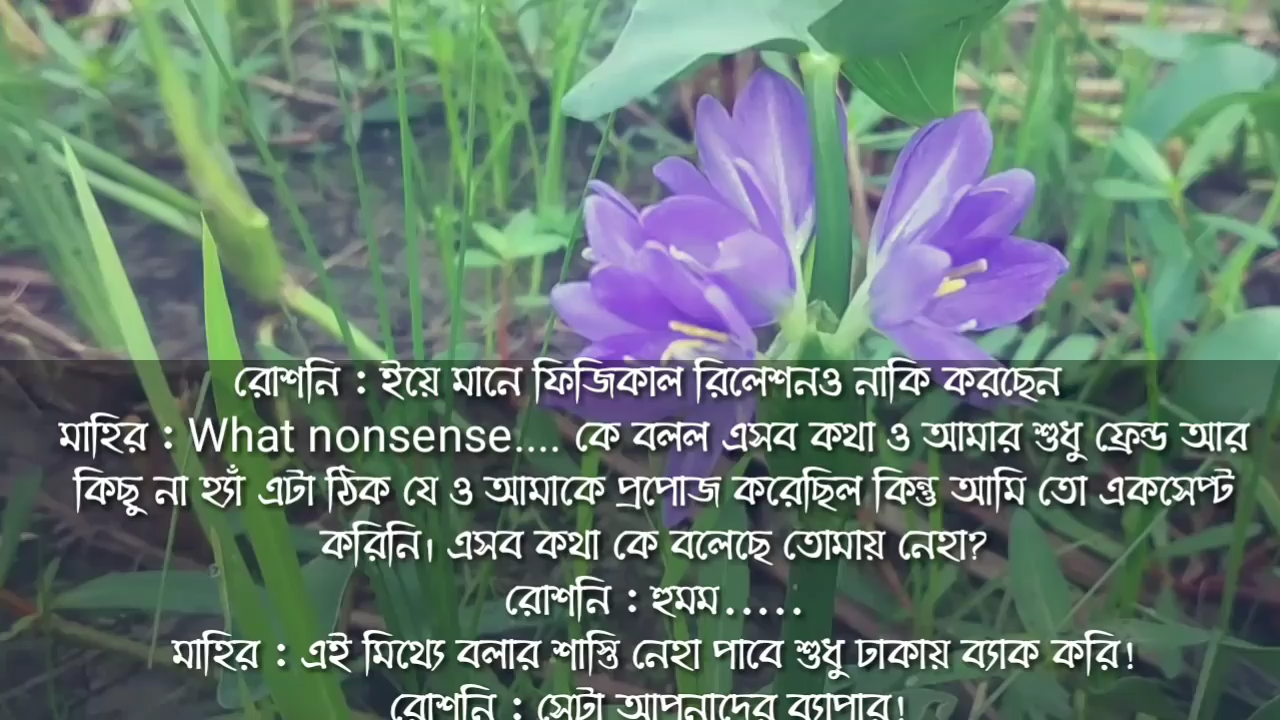 রোশনি : ইয়ে মানে ফিজিকাল রিলেশনও নাকি করছেন
মাহির : What nonsense.... কে বলল এসব কথা ও আমার শুধু ফ্রেন্ড আর
কিছু না হ্যাঁ এটা ঠিক যে ও আমাকে প্রপোজ করেছিল কিন্তু আমি তো একসেপ্ট
করিনি। এসব কথা কে বলেছে তোমায় নেহা?
রোশনি : হুমম.....
মাহির : এই মিথ্যে বলার শাস্তি নেহা পাবে শুধু ঢাকায় ব্যাক করি!
রোশনি : সেটা আপনাদের ব্যাপার!